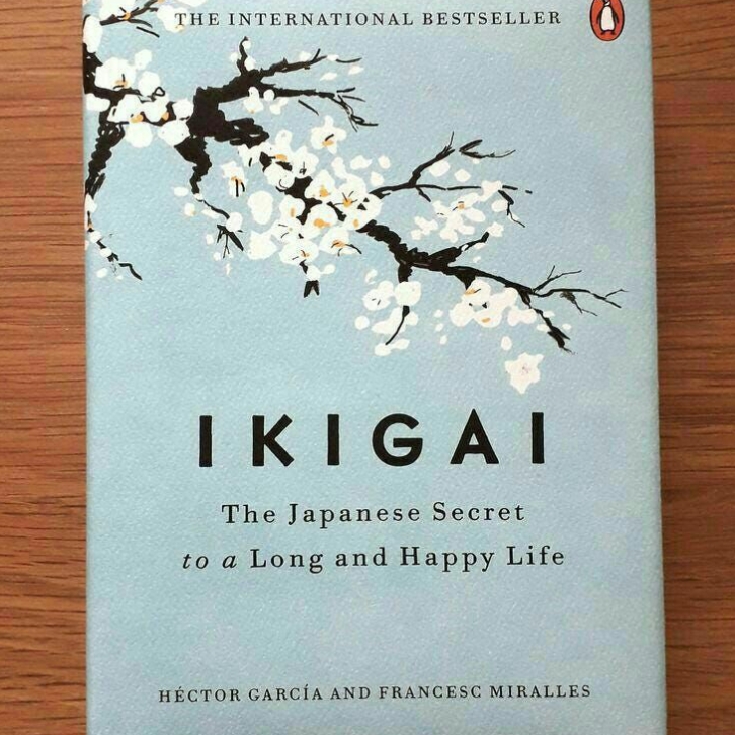 THE INTERNATIONAL BESTSELLER
IKIGAI
The Japanese Secret
to a Long and Happy Life
HÉCTOR GARCÍA AND FRANCESC MIRALLES